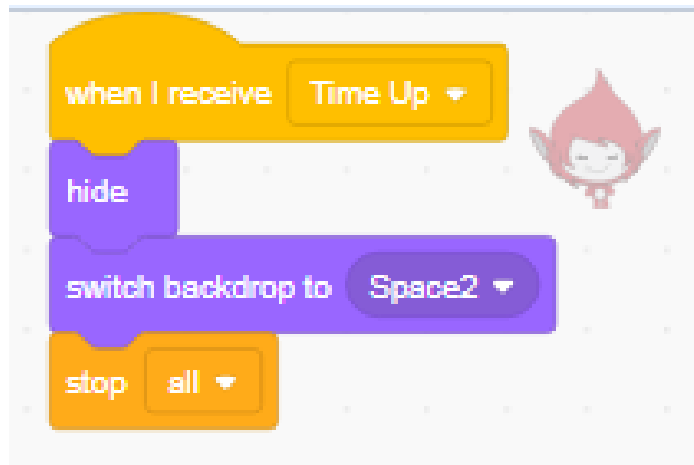 when I receive Time Up
hide
switch backdrop to Space2
stop all